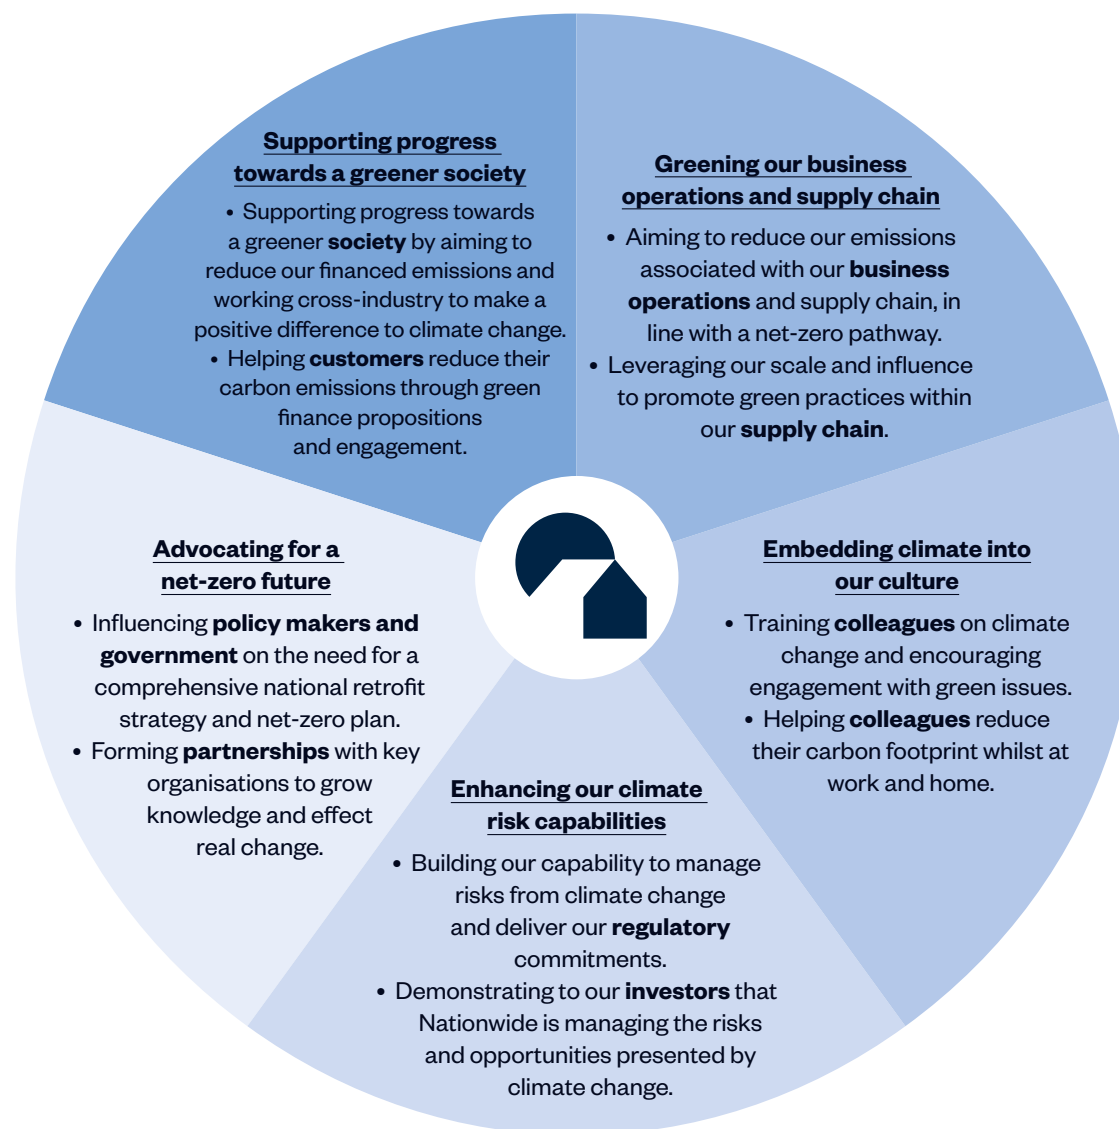 Supporting progress
towards a greener society
• Supporting progress towards
a greener society by aiming to
reduce our financed emissions and
working cross-industry to make a
positive difference to climate change.
• Helping customers reduce their
carbon emissions through green
finance propositions
and engagement.
Greening our business
operations and supply chain
• Aiming to reduce our emissions
associated with our business
operations and supply chain, in
line with a net-zero pathway.
• Leveraging our scale and influence
to promote green practices within
our supply chain.
Embedding climate into
our culture
• Training colleagues on climate
change and encouraging
engagement with green issues.
• Helping colleagues reduce
their carbon footprint whilst at
work and home.
Enhancing our climate
risk capabilities
• Building our capability to manage
risks from climate change
and deliver our regulatory
commitments.
• Demonstrating to our investors that
Nationwide is managing the risks
and opportunities presented by
climate change.
Advocating for a
net-zero future
• Influencing policy makers and
government on the need for a
comprehensive national retrofit
strategy and net-zero plan.
• Forming partnerships with key
organisations to grow
knowledge and effect
real change.